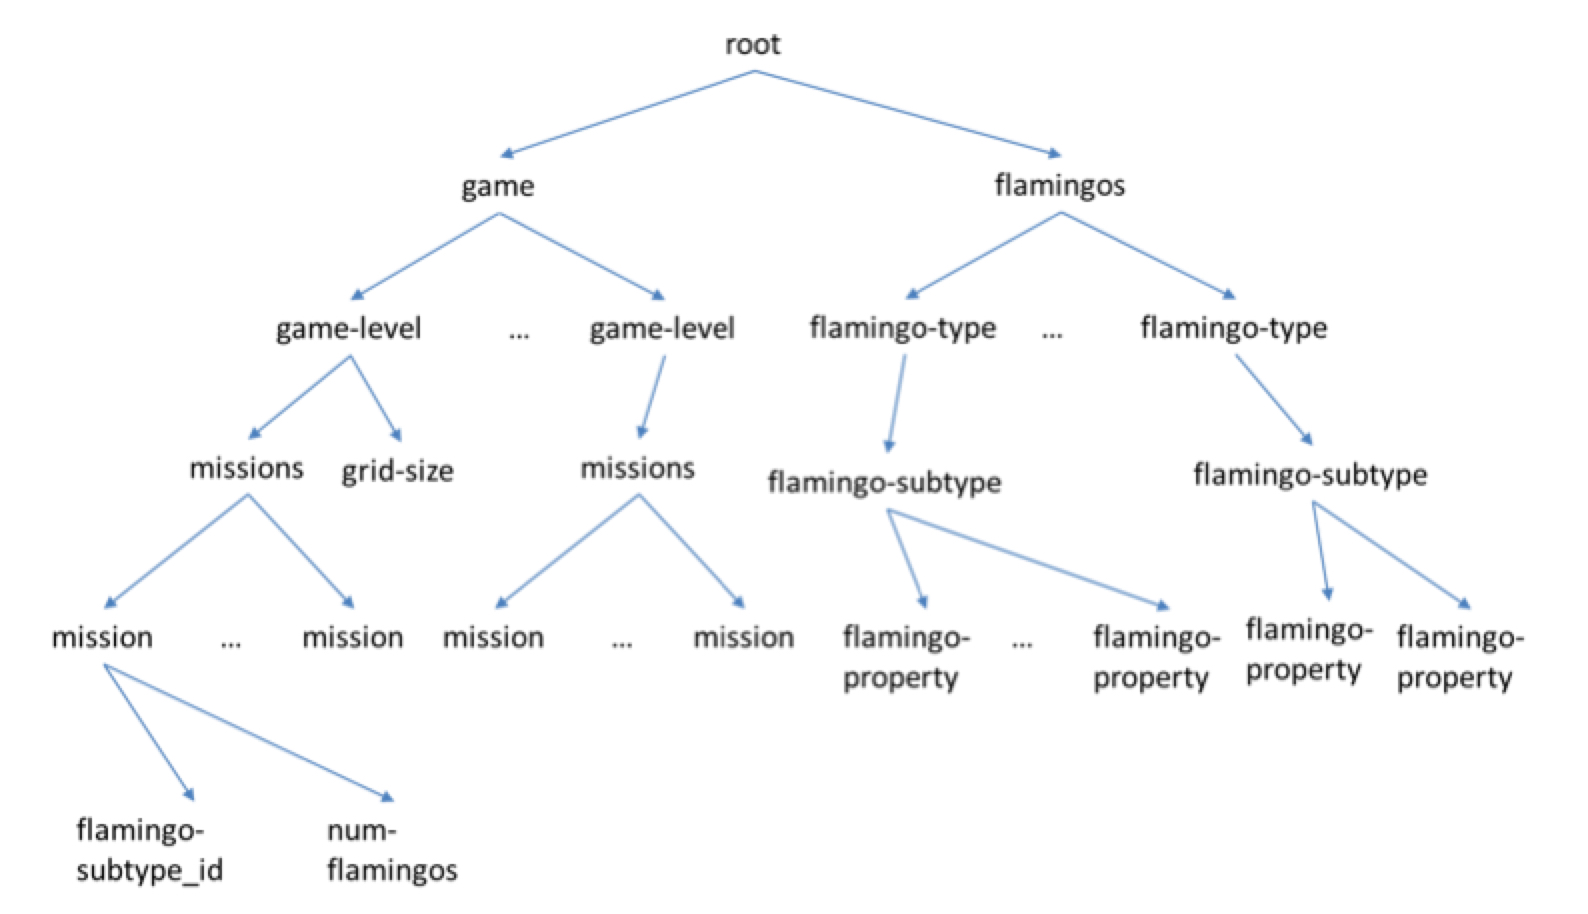 root
game
flamingos
game-level
...
game-level
flamingo-type
...
flamingo-type
missions
grid-size
missions
flamingo-subtype
flamingo-subtype
mission
...
mission
mission
...
mission
flamingo-
property
...
flamingo-
property
flamingo-
property
flamingo-
property
flamingo-
subtype_id
num-
flamingos